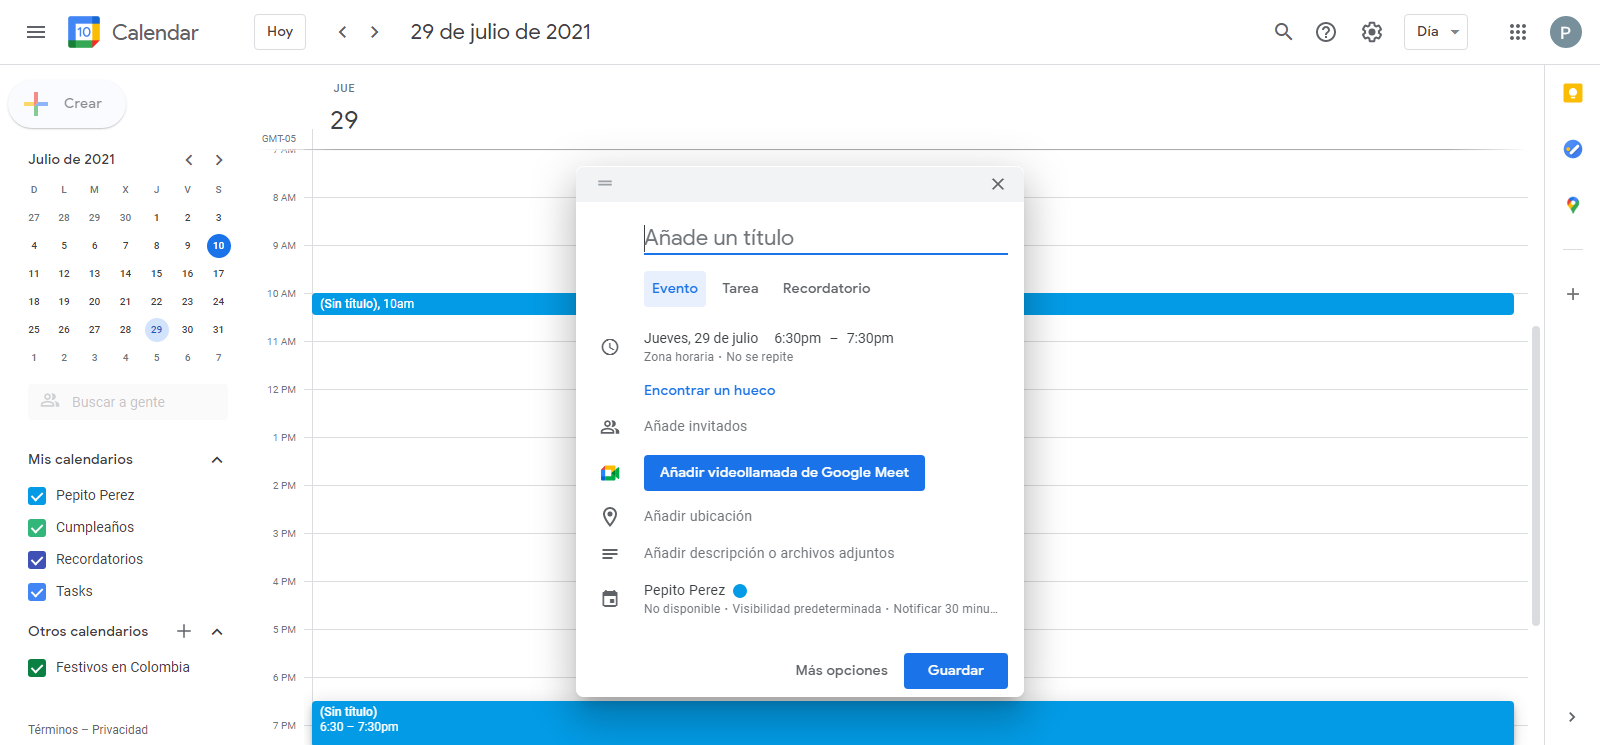 10 Calendar
Hoy
29 de julio de 2021
Día
P
Crear
JUE
29
GMT-05
Julio de 2021
D L M X J V S
27 28 29 30 1 2 3
4 5 6 7 8 9 10
11 12 13 14 15 16 17
18 19 20 21 22 23 24
25 26 27 28 29 30 31
1 2 3 4 5 6 7
Buscar a gente
Mis calendarios
Pepito Perez
Cumpleaños
Recordatorios
Tasks
Otros calendarios
Festivos en Colombia
Términos – Privacidad
7 AM
8 AM
9 AM
10 AM
(Sin título), 10am
11 AM
12 PM
1 PM
2 PM
3 PM
4 PM
5 PM
6 PM
(Sin título)
6:30 – 7:30pm
7 PM
Añade un título
Evento Tarea Recordatorio
Jueves, 29 de julio 6:30pm – 7:30pm
Zona horaria · No se repite
Encontrar un hueco
Añade invitados
Añadir videollamada de Google Meet
Añadir ubicación
Añadir descripción o archivos adjuntos
Pepito Perez
No disponible · Visibilidad predeterminada · Notificar 30 minu...
Más opciones Guardar